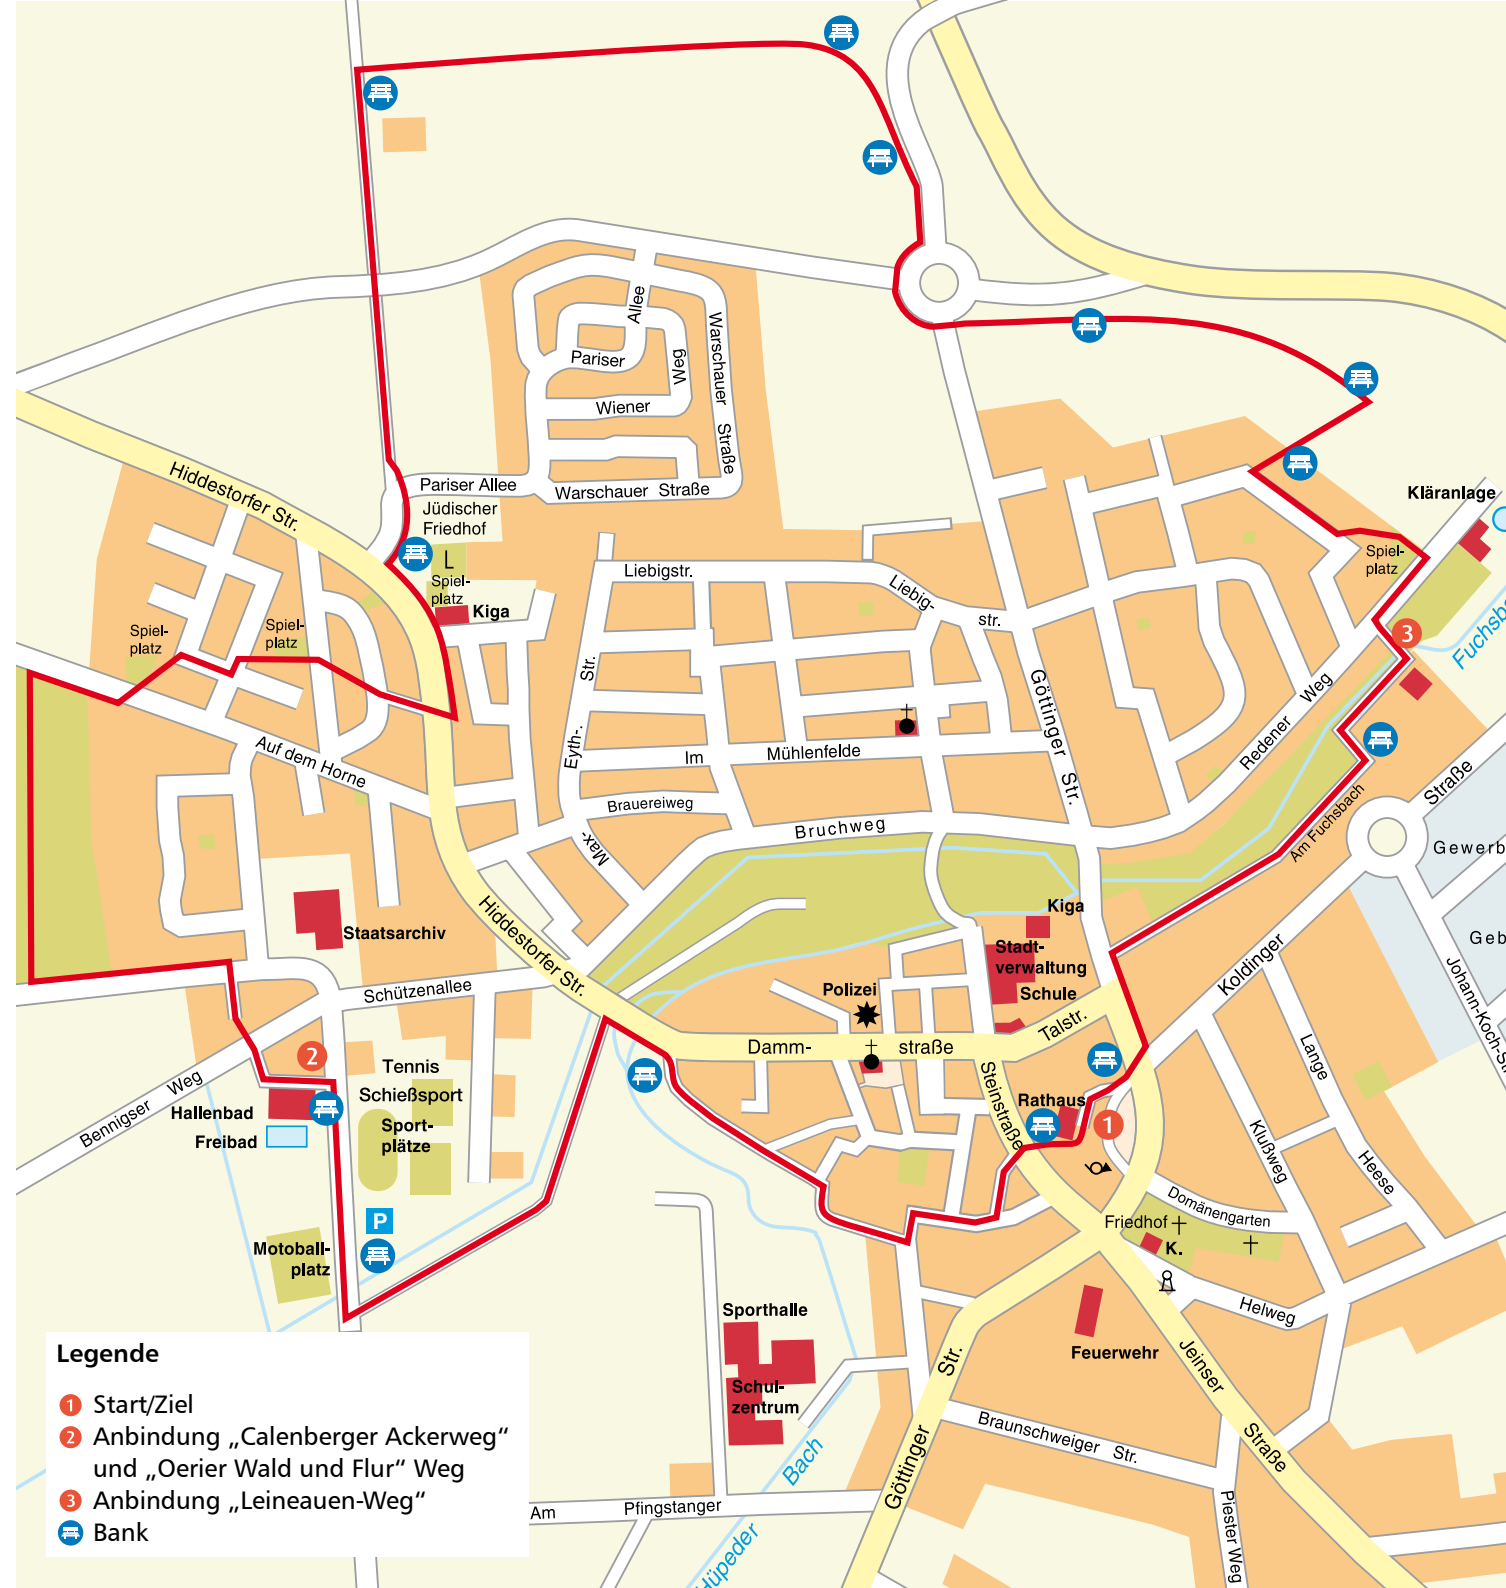 Allee
Pariser
Weg
Warschauer
Straße
Wiener
Hiddestorfer Str.
Pariser Allee
Warschauer Straße
Jüdischer
Friedhof
L
Spiel-
platz
Kiga
Liebigstr.
Liebig-
str.
Kläranlage
Spiel-
platz
3
Fuchsb
Spiel-
platz
Spiel-
platz
Eyth-.
Str.
Göttinger Str.
Redener Weg
Auf dem Horne
Im Mühlenfelde
Brauereiweg
Max-
Bruchweg
Am Fuchsbach
Straße
Gewerb
Geb
Staatsarchiv
Hiddestorfer Str.
Kiga
Stadt-
verwaltung
Schule
Koldinger
Johann-Koch-St
Schützenallee
Polizei
Damm-
straße
Talstr.
Lange
Heese
2
Tennis
Schießsport
Sport-
plätze
Bennigser Weg
Hallenbad
Freibad
Steinstraße
Rathaus
1
Klußweg
Domänengarten
Friedhof
K.
P
Motoball-
platz
Helweg
Sporthalle
Schul-
zentrum
Feuerwehr
Göttinger Str.
Jeinser
Straße
Braunschweiger Str.
Piester Weg
Bach
Hüpeder
Am Pfingstanger
Legende
1 Start/Ziel
2 Anbindung „Calenberger Ackerweg“
und „Oerier Wald und Flur“ Weg
3 Anbindung „Leineauen-Weg“
Bank